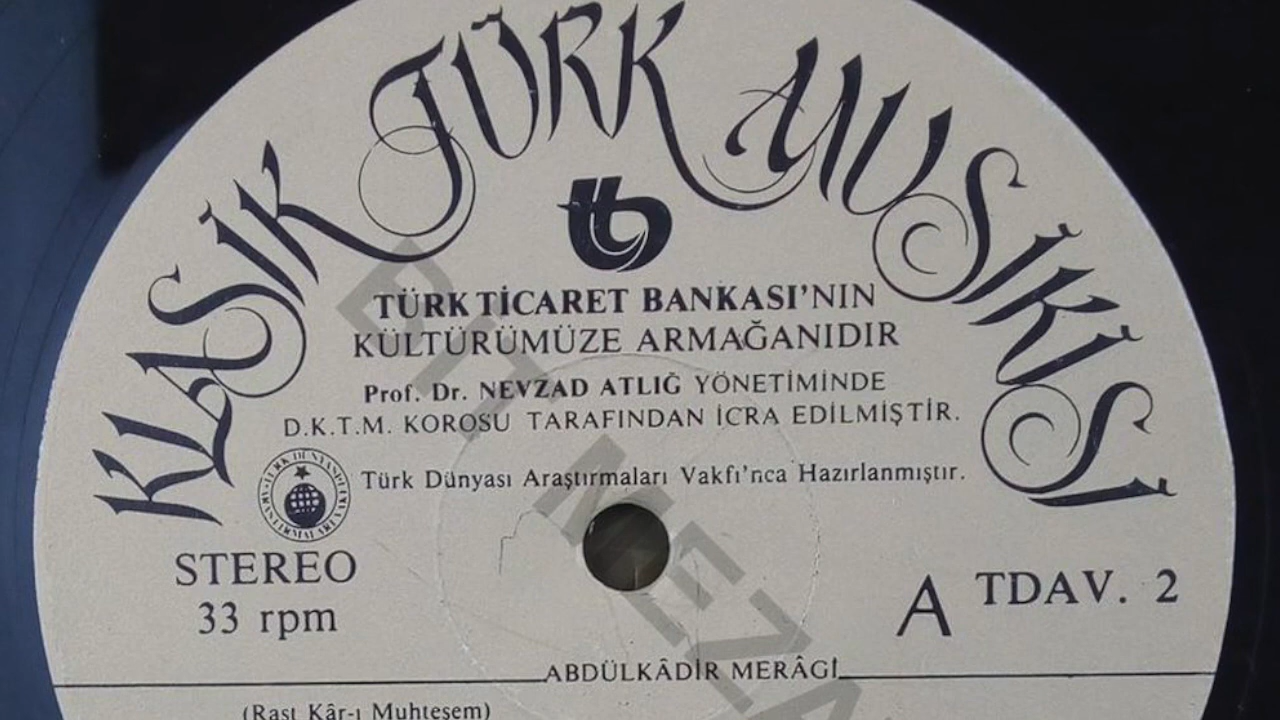 KLASİK TÜRK MUSİKİSİ
TÜRK TİCARET BANKASI'NIN
KÜLTÜRÜMÜZE ARMAĞANIDIR
Prof. Dr. NEVZAD ATLIĞ YÖNETİMİNDE
D.K.T.M. KOROSU TARAFINDAN İCRA EDİLMİŞTİR.
Türk Dünyası Araştırmaları Vakfı'nca Hazırlanmıştır.
STEREO
33 rpm
A TDAV. 2
ABDÜLKÂDİR MERÂGİ
(Rast Kâr-ı Muhteşem)